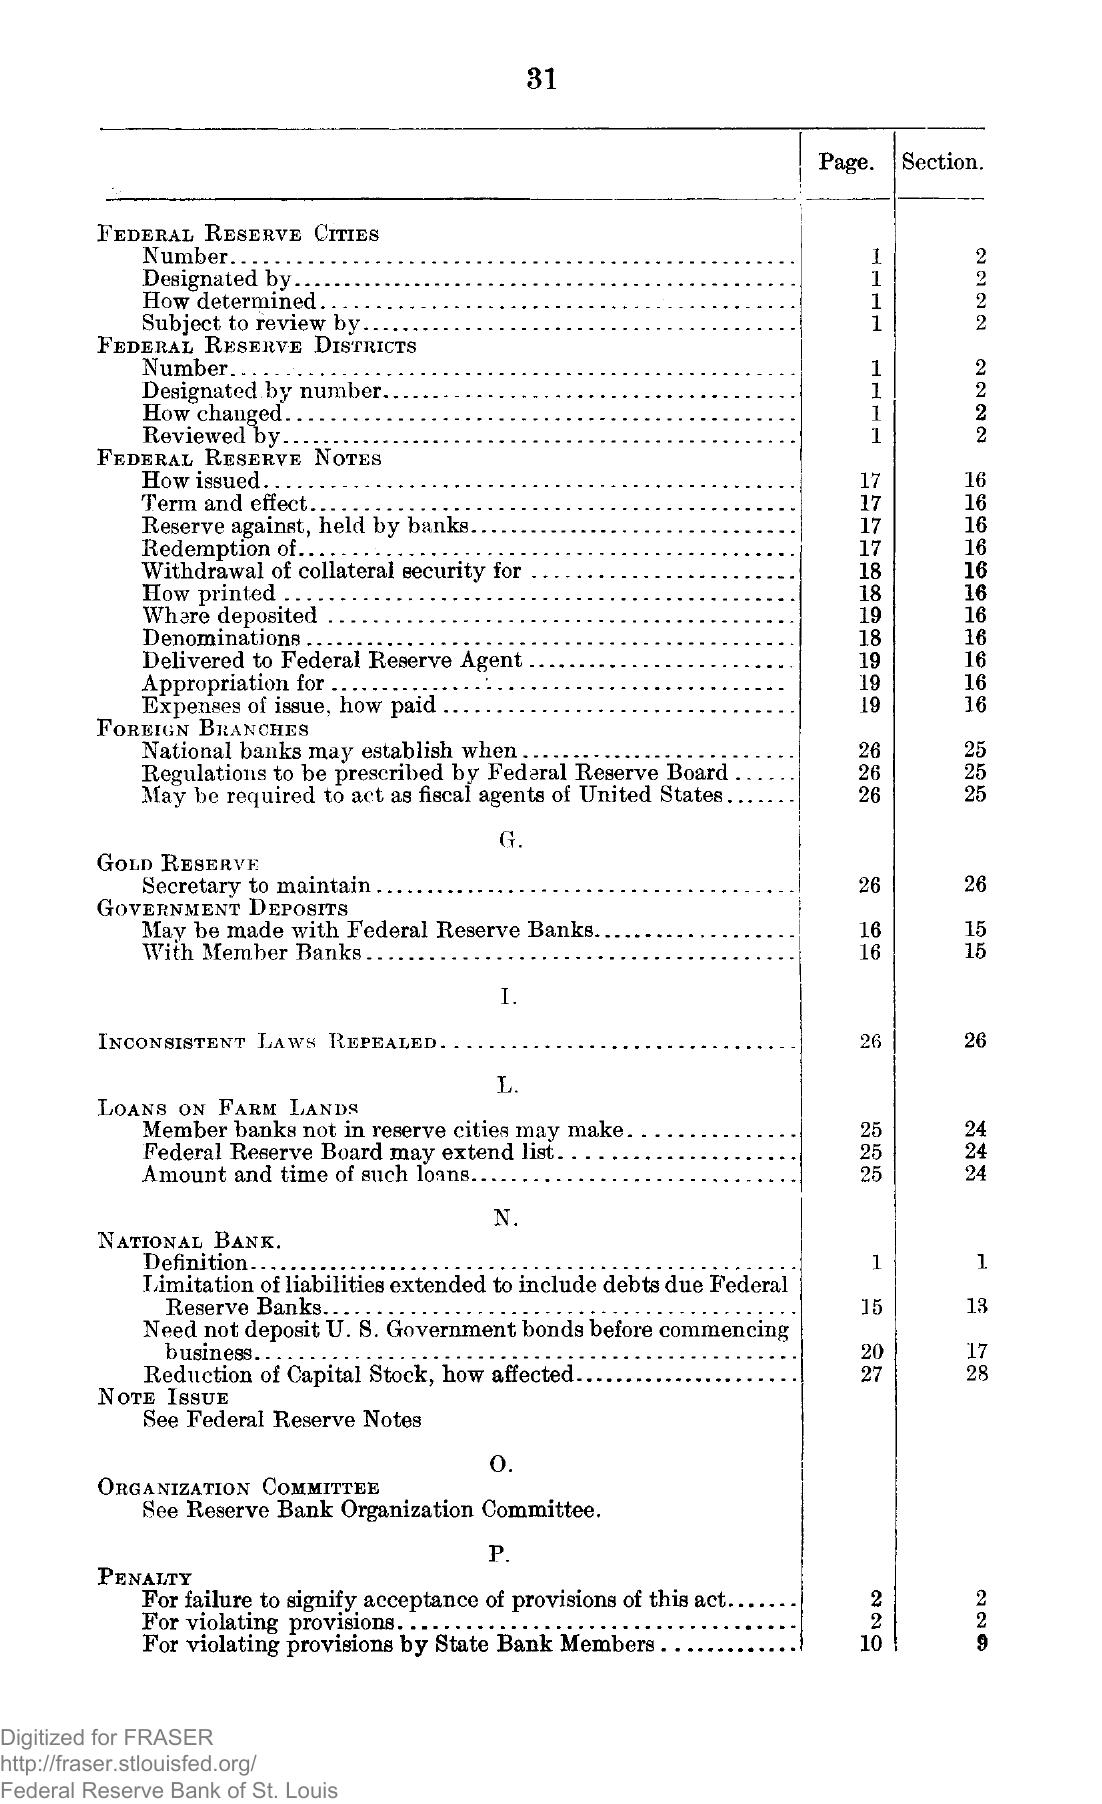 31
Page. Section.
FEDERAL RESERVE CITIES
Number 1 2
Designated by 1 2
How determined 1 2
Subject to review by 1 2
FEDERAL RESERVE DISTRICTS
Number 1 2
Designated by number 1 2
How changed 1 2
Reviewed by 1 2
FEDERAL RESERVE NOTES
How issued 17 16
Term and effect 17 16
Reserve against, held by banks 17 16
Redemption of 17 16
Withdrawal of collateral security for 18 16
How printed 18 16
Where deposited 19 16
Denominations 18 16
Delivered to Federal Reserve Agent 19 16
Appropriation for 19 16
Expenses of issue, how paid 19 16
FOREIGN BRANCHES
National banks may establish when 26 25
Regulations to be prescribed by Federal Reserve Board 26 25
May be required to act as fiscal agents of United States 26 25
G.
GOLD RESERVE
Secretary to maintain 26 26
GOVERNMENT DEPOSITS
May be made with Federal Reserve Banks 16 15
With Member Banks 16 15
I.
INCONSISTENT LAWS REPEALED 26 26
L.
LOANS ON FARM LANDS
Member banks not in reserve cities may make 25 24
Federal Reserve Board may extend list 25 24
Amount and time of such loans 25 24
N.
NATIONAL BANK.
Definition 1 1
Limitation of liabilities extended to include debts due Federal
Reserve Banks 15 13
Need not deposit U. S. Government bonds before commencing
business 20 17
Reduction of Capital Stock, how affected 27 28
NOTE ISSUE
See Federal Reserve Notes
O.
ORGANIZATION COMMITTEE
See Reserve Bank Organization Committee.
P.
PENALTY
For failure to signify acceptance of provisions of this act 2 2
For violating provisions 2 2
For violating provisions by State Bank Members 10 9
Digitized for FRASER
http://fraser.stlouisfed.org/
Federal Reserve Bank of St. Louis